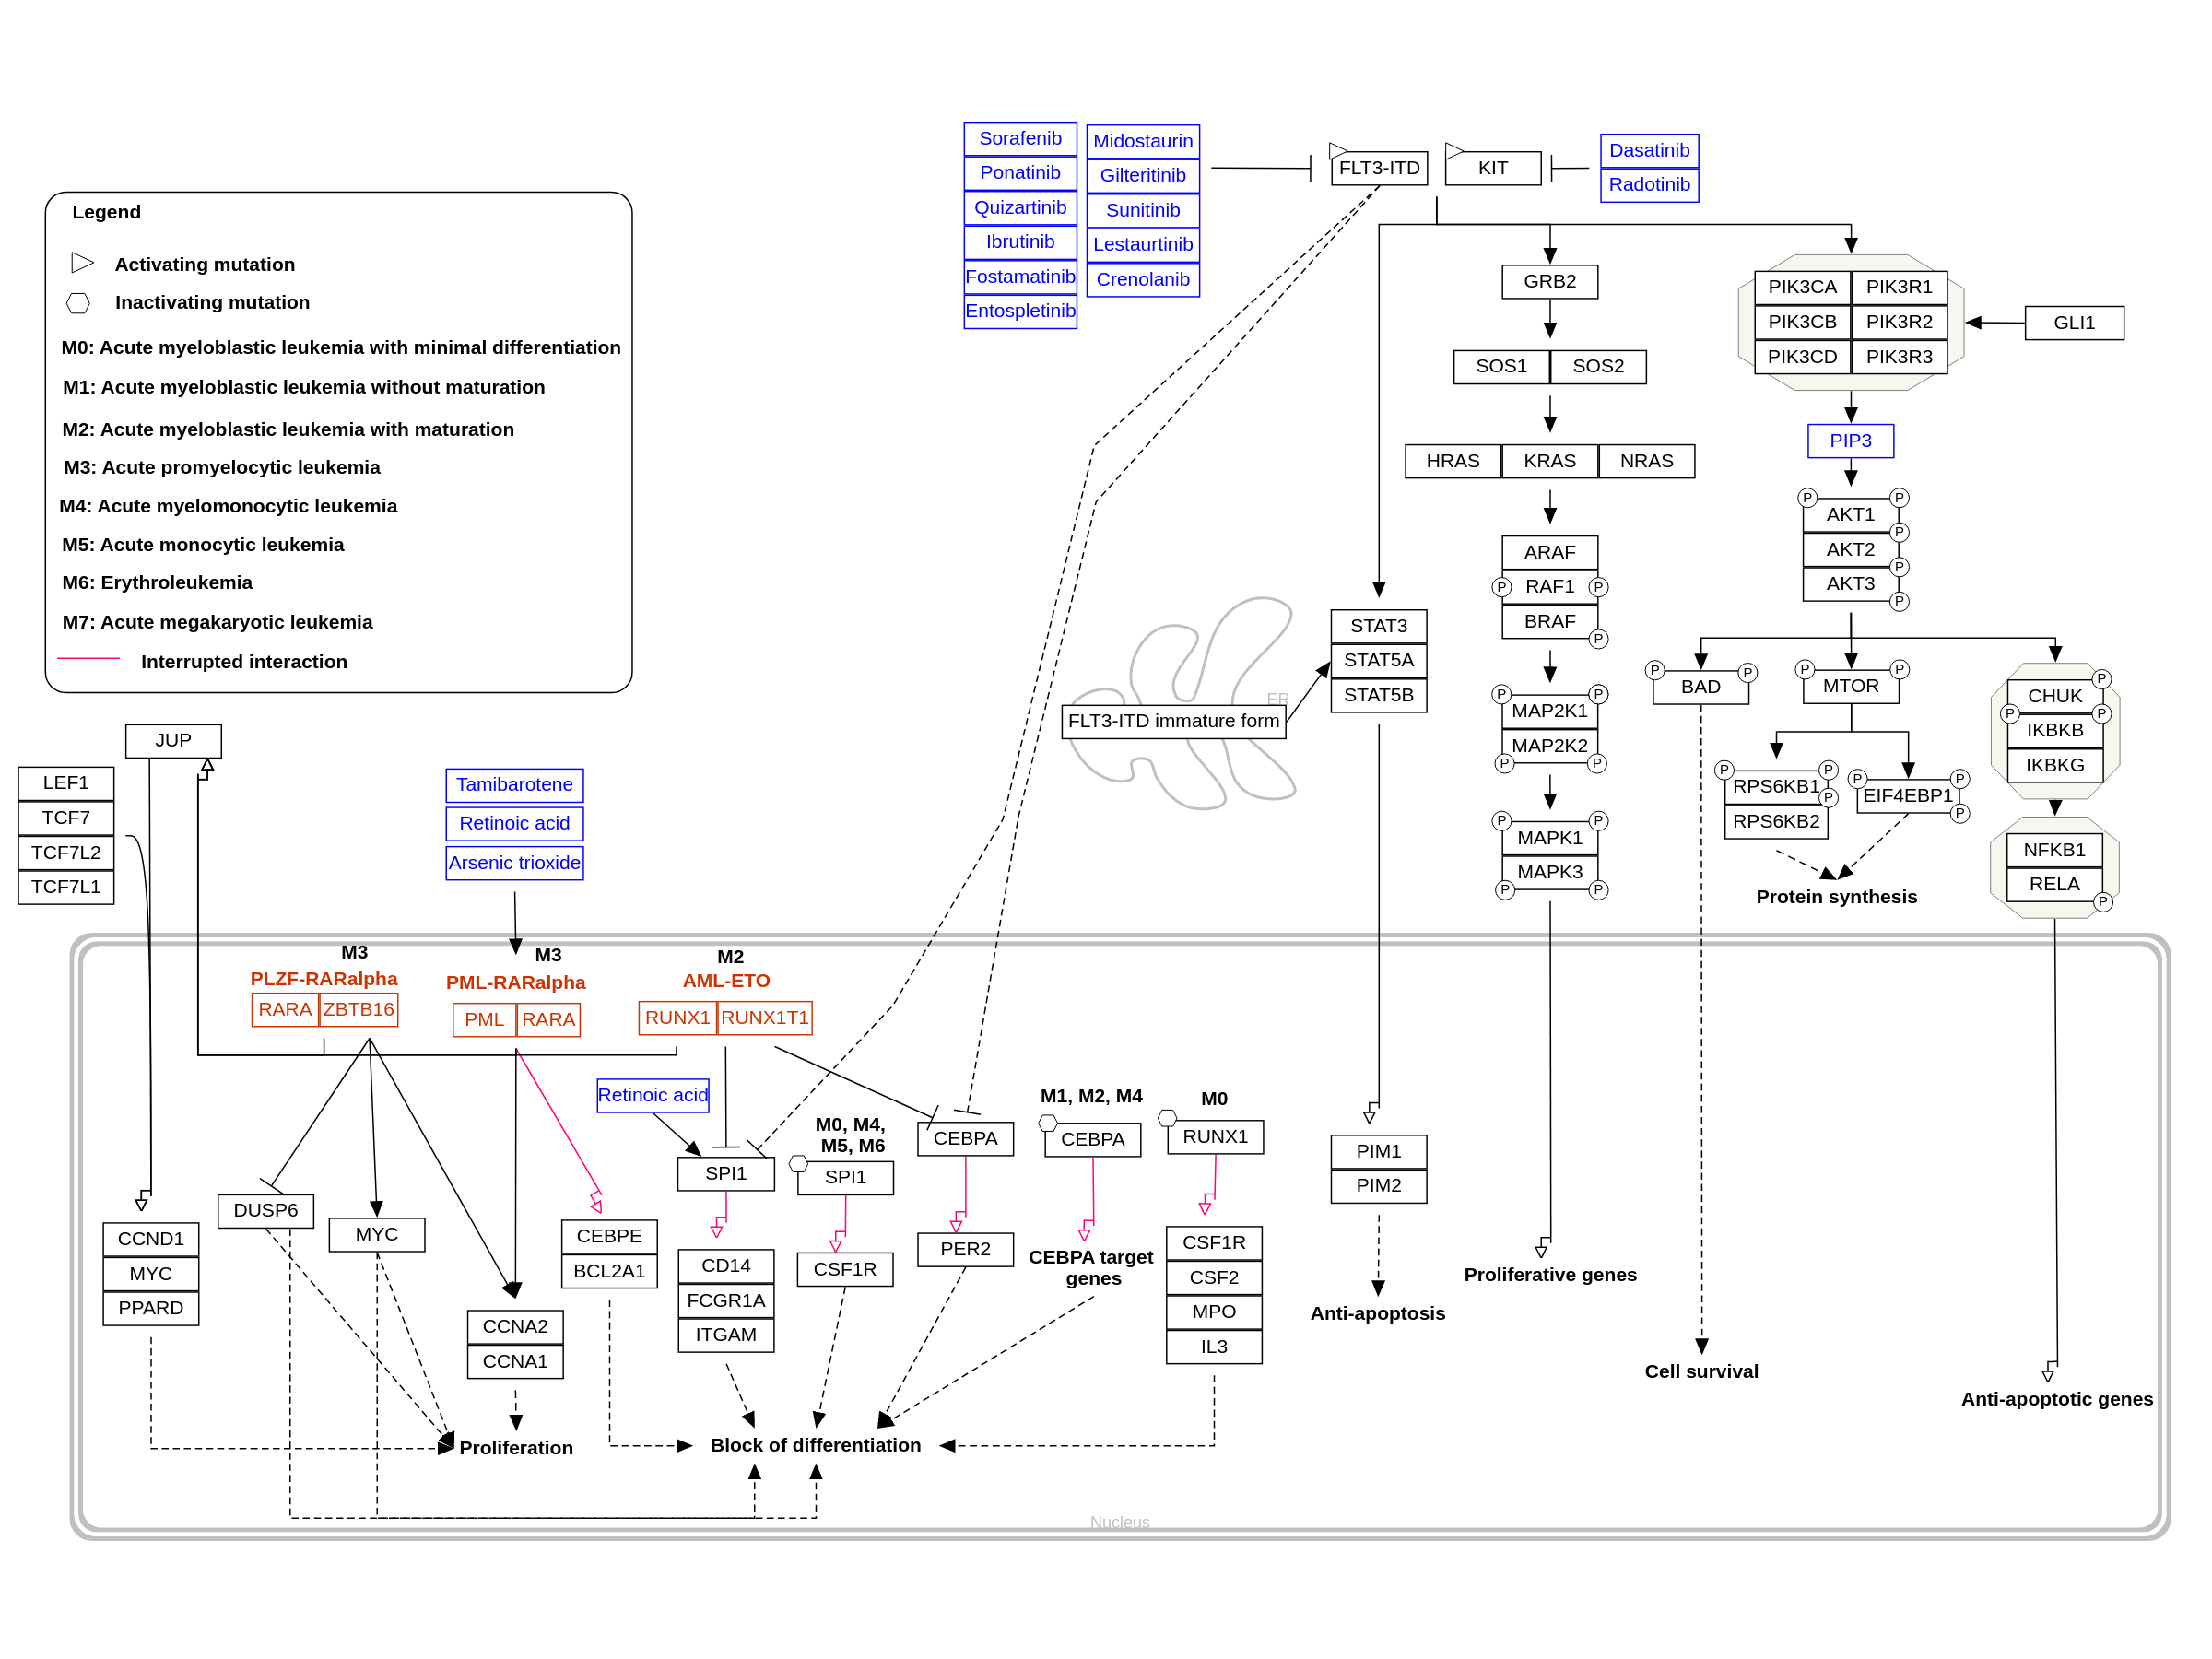 Sorafenib
Ponatinib
Quizartinib
Ibrutinib
Fostamatinib
Entospletinib
Midostaurin
Gilteritinib
Sunitinib
Lestaurtinib
Crenolanib
FLT3-ITD
KIT
Dasatinib
Radotinib
Legend
Activating mutation
Inactivating mutation
M0: Acute myeloblastic leukemia with minimal differentiation
M1: Acute myeloblastic leukemia without maturation
M2: Acute myeloblastic leukemia with maturation
M3: Acute promyelocytic leukemia
M4: Acute myelomonocytic leukemia
M5: Acute monocytic leukemia
M6: Erythroleukemia
M7: Acute megakaryotic leukemia
Interrupted interaction
GRB2
SOS1 SOS2
HRAS KRAS NRAS
ARAF
P RAF1 P
BRAF
P
P P
MAP2K1
MAP2K2
P P
P P
MAPK1
MAPK3
P P
PIK3CA PIK3R1
PIK3CB PIK3R2
PIK3CD PIK3R3
GLI1
PIP3
P P
AKT1
P
AKT2
P
AKT3
P
P P
BAD
P P
MTOR
P
CHUK
P P
IKBKB
IKBKG
P P
RPS6KB1
P
RPS6KB2
P P
EIF4EBP1
P
NFKB1
RELA
P
Protein synthesis
STAT3
STAT5A
STAT5B
ER
FLT3-ITD immature form
JUP
LEF1
TCF7
TCF7L2
TCF7L1
Tamibarotene
Retinoic acid
Arsenic trioxide
M3
PLZF-RARalpha
RARA ZBTB16
M3
PML-RARalpha
PML RARA
M2
AML-ETO
RUNX1 RUNX1T1
Retinoic acid
SPI1
M0, M4,
M5, M6
SPI1
CEBPA
M1, M2, M4
CEBPA
M0
RUNX1
CCND1
MYC
PPARD
DUSP6
MYC
CCNA2
CCNA1
CEBPE
BCL2A1
CD14
FCGR1A
ITGAM
CSF1R
PER2
CEBPA target
genes
CSF1R
CSF2
MPO
IL3
PIM1
PIM2
Anti-apoptosis
Proliferative genes
Cell survival
Anti-apoptotic genes
Proliferation
Block of differentiation
Nucleus